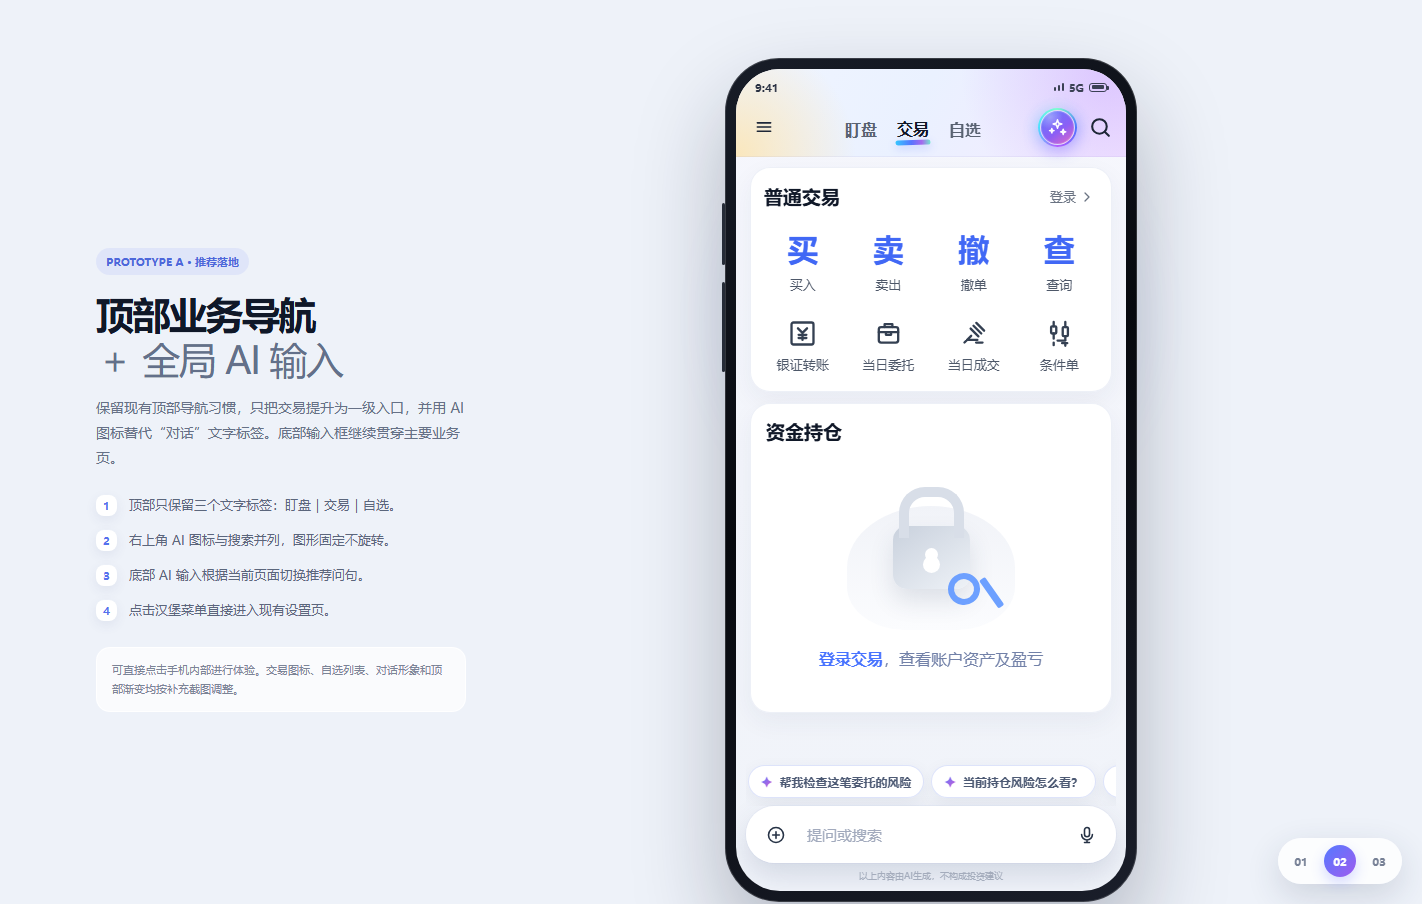 PROTOTYPE A • 推荐落地
顶部业务导航
+ 全局 AI 输入
保留现有顶部导航习惯，只把交易提升为一级入口，并用 AI
图标替代“对话”文字标签。底部输入框继续贯穿主要业务
页。
1 顶部只保留三个文字标签：盯盘 | 交易 | 自选。
2 右上角 AI 图标与搜索并列，图形固定不旋转。
3 底部 AI 输入根据当前页面切换推荐问句。
4 点击汉堡菜单直接进入现有设置页。
可直接点击手机内部进行体验。交易图标、自选列表、对话形象和顶
部渐变均按补充截图调整。
9:41 5G
盯盘 交易 自选
普通交易 登录
买 卖 撤 查
买入 卖出 撤单 查询
银证转账 当日委托 当日成交 条件单
资金持仓
登录交易，查看账户资产及盈亏
帮我检查这笔委托的风险 当前持仓风险怎么看？
提问或搜索
以上内容由AI生成，不构成投资建议
01 02 03